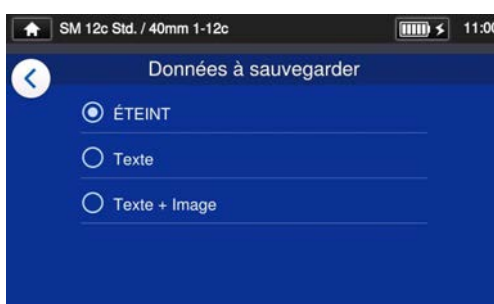 SM 12c Std. / 40mm 1-12c 11:00
Données à sauvegarder
ÉTEINT
Texte
Texte + Image